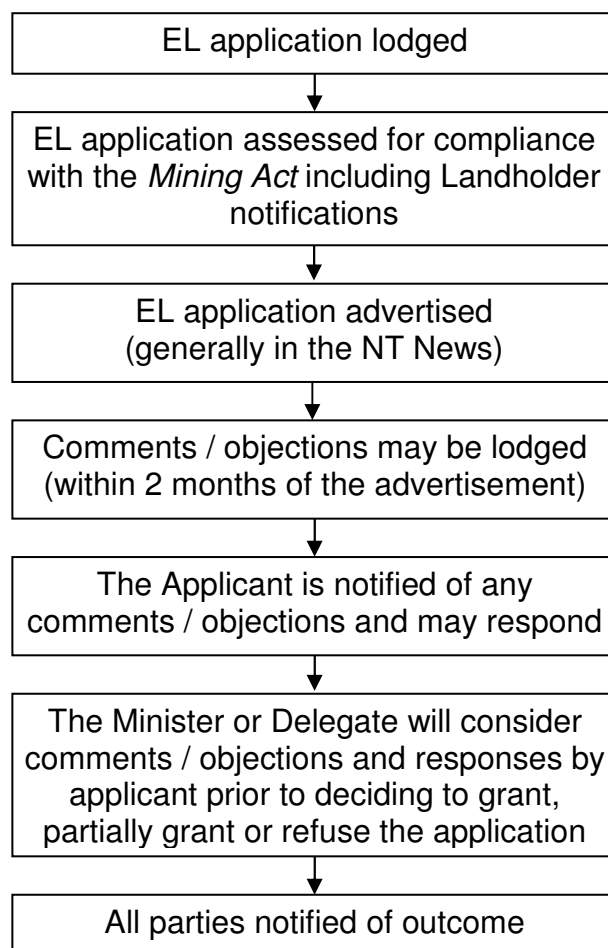 EL application lodged
EL application assessed for compliance
with the Mining Act including Landholder
notifications
EL application advertised
(generally in the NT News)
Comments / objections may be lodged
(within 2 months of the advertisement)
The Applicant is notified of any
comments / objections and may respond
The Minister or Delegate will consider
comments / objections and responses by
applicant prior to deciding to grant,
partially grant or refuse the application
All parties notified of outcome